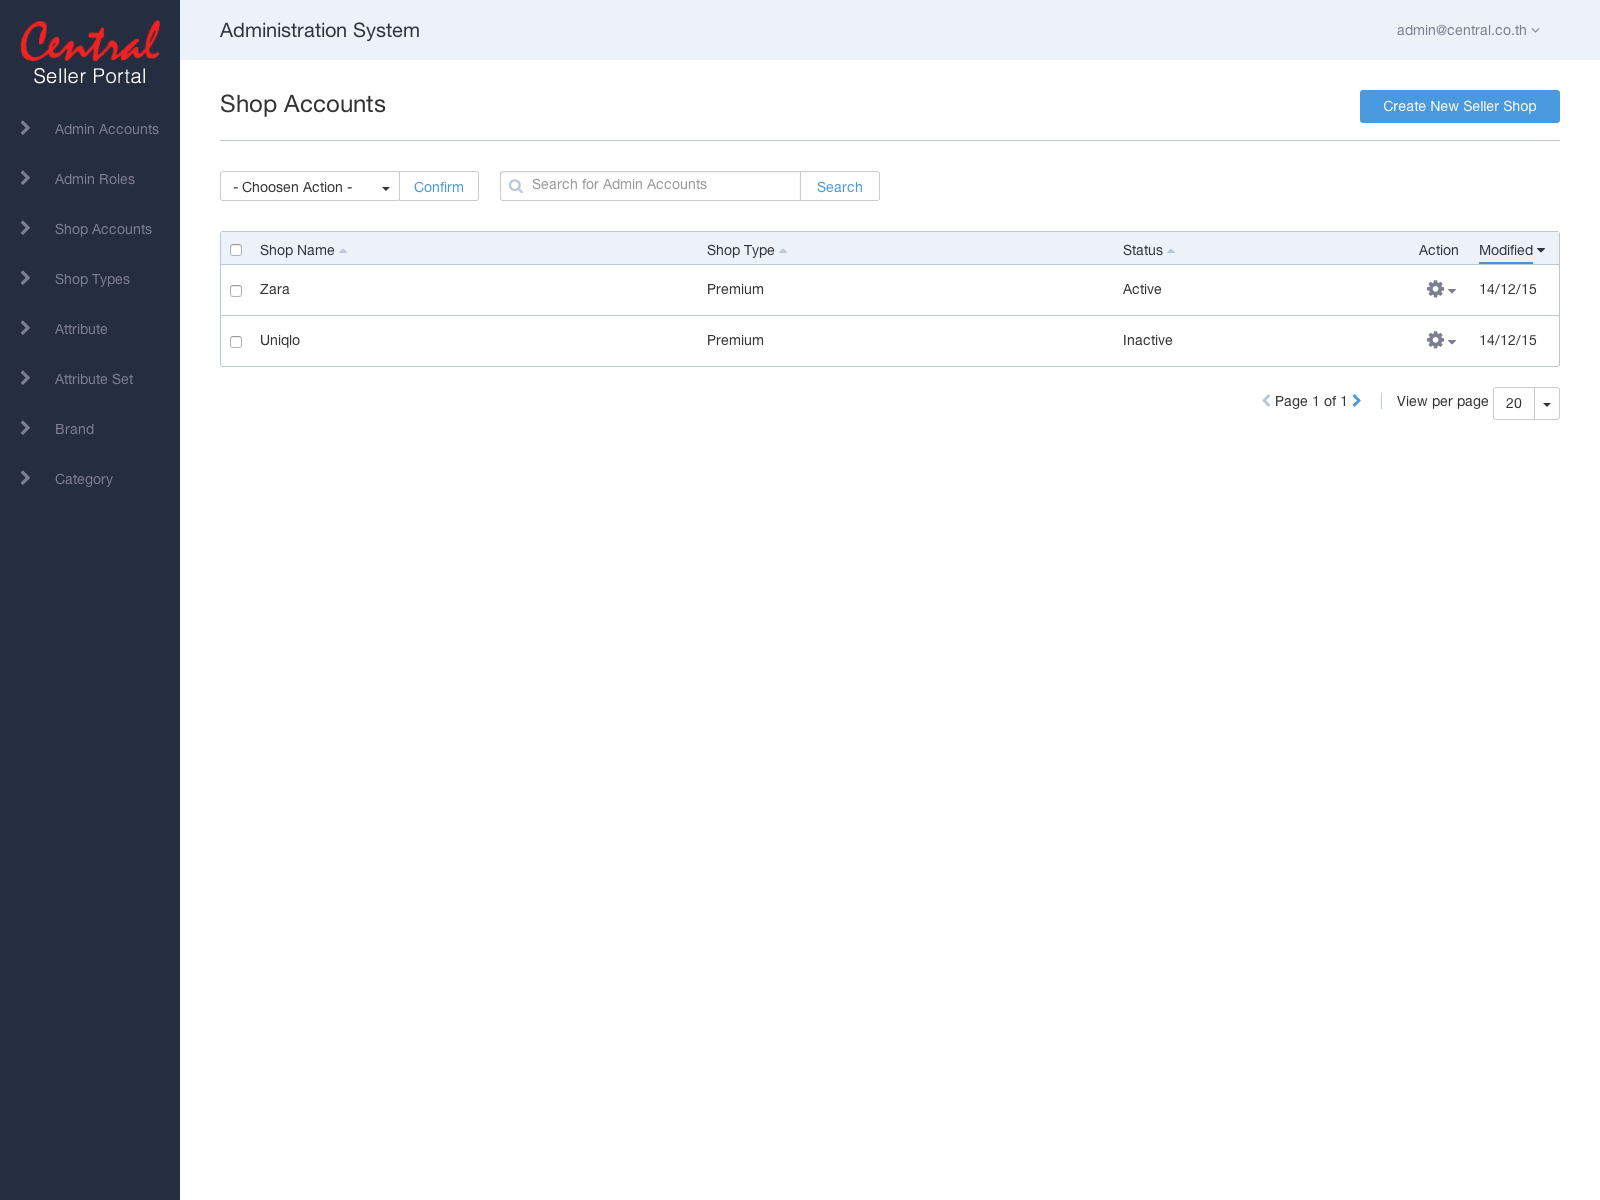 Central
Seller Portal
Administration System
admin@central.co.th
Admin Accounts
Admin Roles
Shop Accounts
Shop Types
Attribute
Attribute Set
Brand
Category
Shop Accounts
Create New Seller Shop
- Choosen Action -
Confirm
Search for Admin Accounts
Search
Shop Name Shop Type Status Action Modified
Zara Premium Active 14/12/15
Uniqlo Premium Inactive 14/12/15
Page 1 of 1 View per page 20